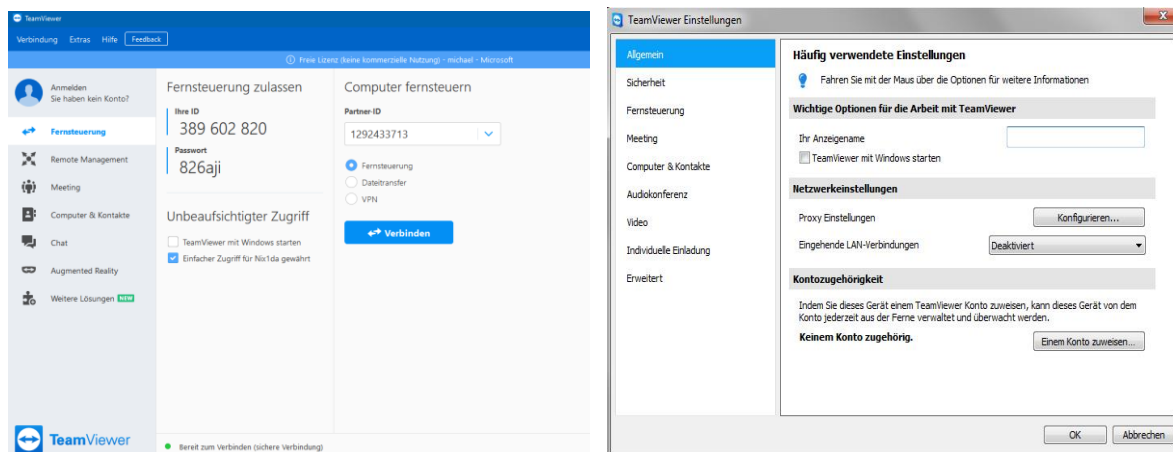 TeamViewer
Verbindung Extras Hilfe Feedback
Freie Lizenz (keine kommerzielle Nutzung) - michael - Microsoft
Anmelden
Sie haben kein Konto?
Fernsteuerung
Remote Management
Meeting
Computer & Kontakte
Chat
Augmented Reality
Weitere Lösungen NEW
TeamViewer
Fernsteuerung zulassen
Ihre ID
389 602 820
Passwort
826aji
Unbeaufsichtigter Zugriff
TeamViewer mit Windows starten
Einfacher Zugriff für Nix1da gewährt
Computer fernsteuern
Partner-ID
1292433713
Fernsteuerung
Dateitransfer
VPN
Verbinden
Bereit zum Verbinden (sichere Verbindung)
TeamViewer Einstellungen
Allgemein
Sicherheit
Fernsteuerung
Meeting
Computer & Kontakte
Audiokonferenz
Video
Individuelle Einladung
Erweitert
Häufig verwendete Einstellungen
Fahren Sie mit der Maus über die Optionen für weitere Informationen
Wichtige Optionen für die Arbeit mit TeamViewer
Ihr Anzeigename
TeamViewer mit Windows starten
Netzwerkeinstellungen
Proxy Einstellungen Konfigurieren...
Eingehende LAN-Verbindungen Deaktiviert
Kontozugehörigkeit
Indem Sie dieses Gerät einem TeamViewer Konto zuweisen, kann dieses Gerät von dem
Konto jederzeit aus der Ferne verwaltet und überwacht werden.
Keinem Konto zugehörig. Einem Konto zuweisen...
OK Abbrechen